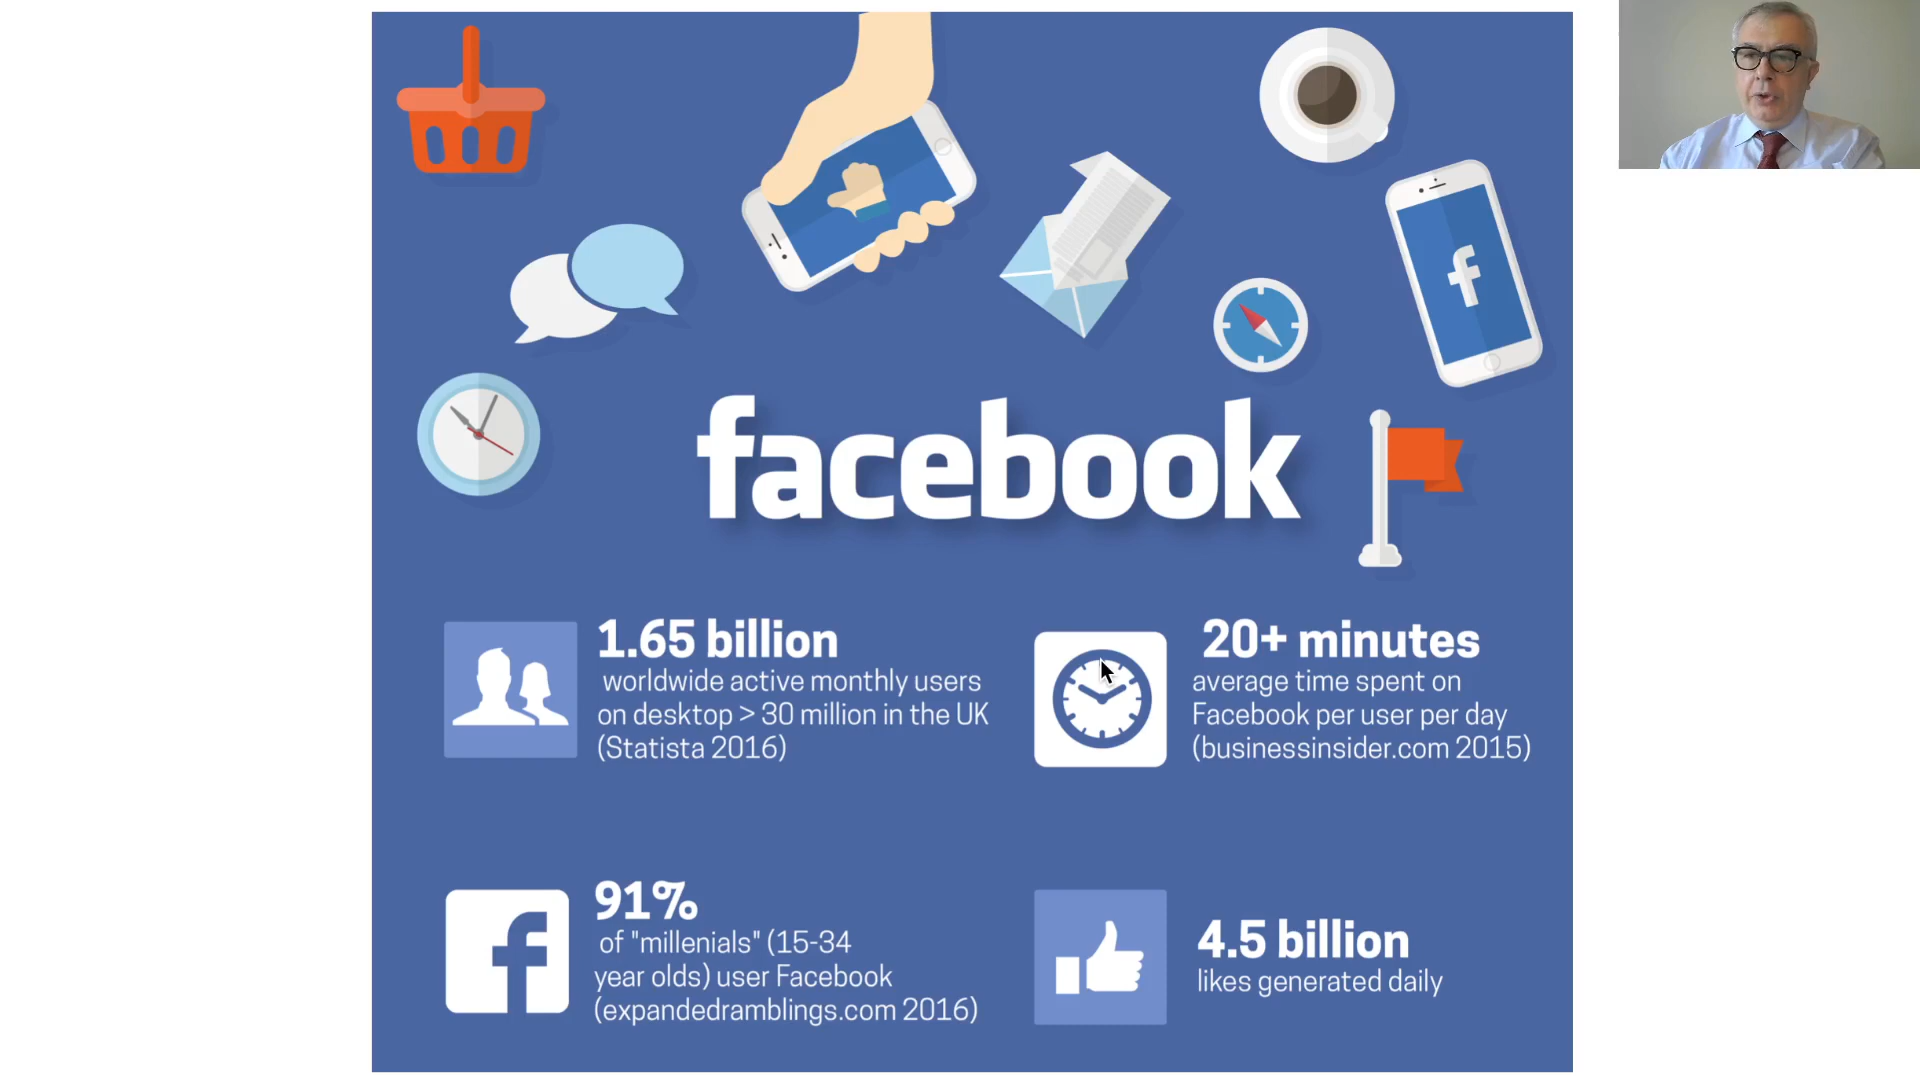 facebook
1.65 billion
worldwide active monthly users
on desktop > 30 million in the UK
(Statista 2016)
20+ minutes
average time spent on
Facebook per user per day
(businessinsider.com 2015)
91%
of "millenials" (15-34
year olds) user Facebook
(expandedramblings.com 2016)
4.5 billion
likes generated daily